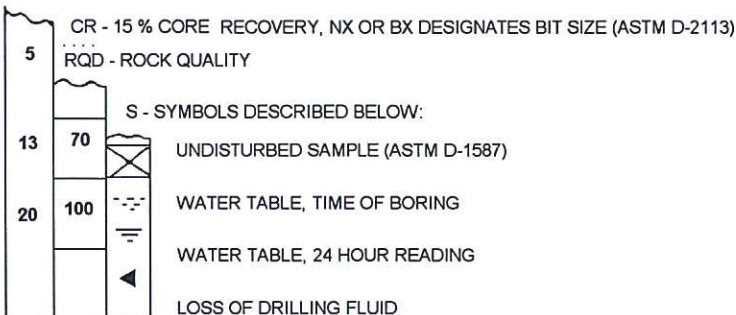 CR - 15 % CORE RECOVERY, NX OR BX DESIGNATES BIT SIZE (ASTM D-2113)
5 RQD - ROCK QUALITY
S - SYMBOLS DESCRIBED BELOW:
13 70 UNDISTURBED SAMPLE (ASTM D-1587)
20 100 WATER TABLE, TIME OF BORING
WATER TABLE, 24 HOUR READING
LOSS OF DRILLING FLUID